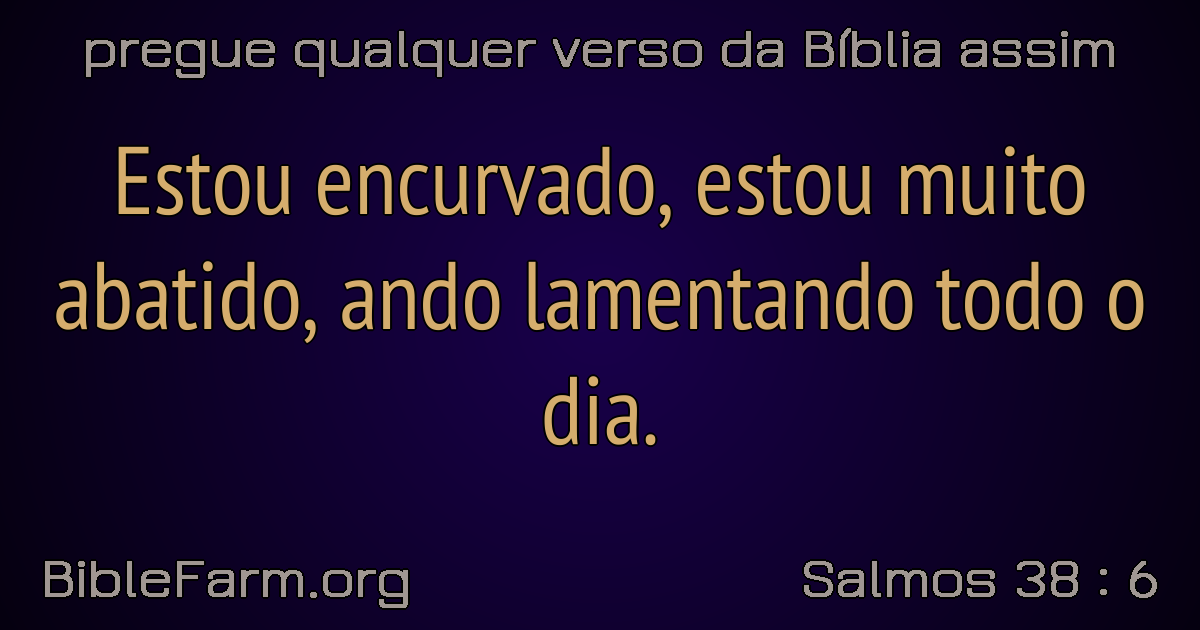 pregue qualquer verso da Bíblia assim
Estou encurvado, estou muito
abatido, ando lamentando todo o
dia.
BibleFarm.org
Salmos 38 : 6